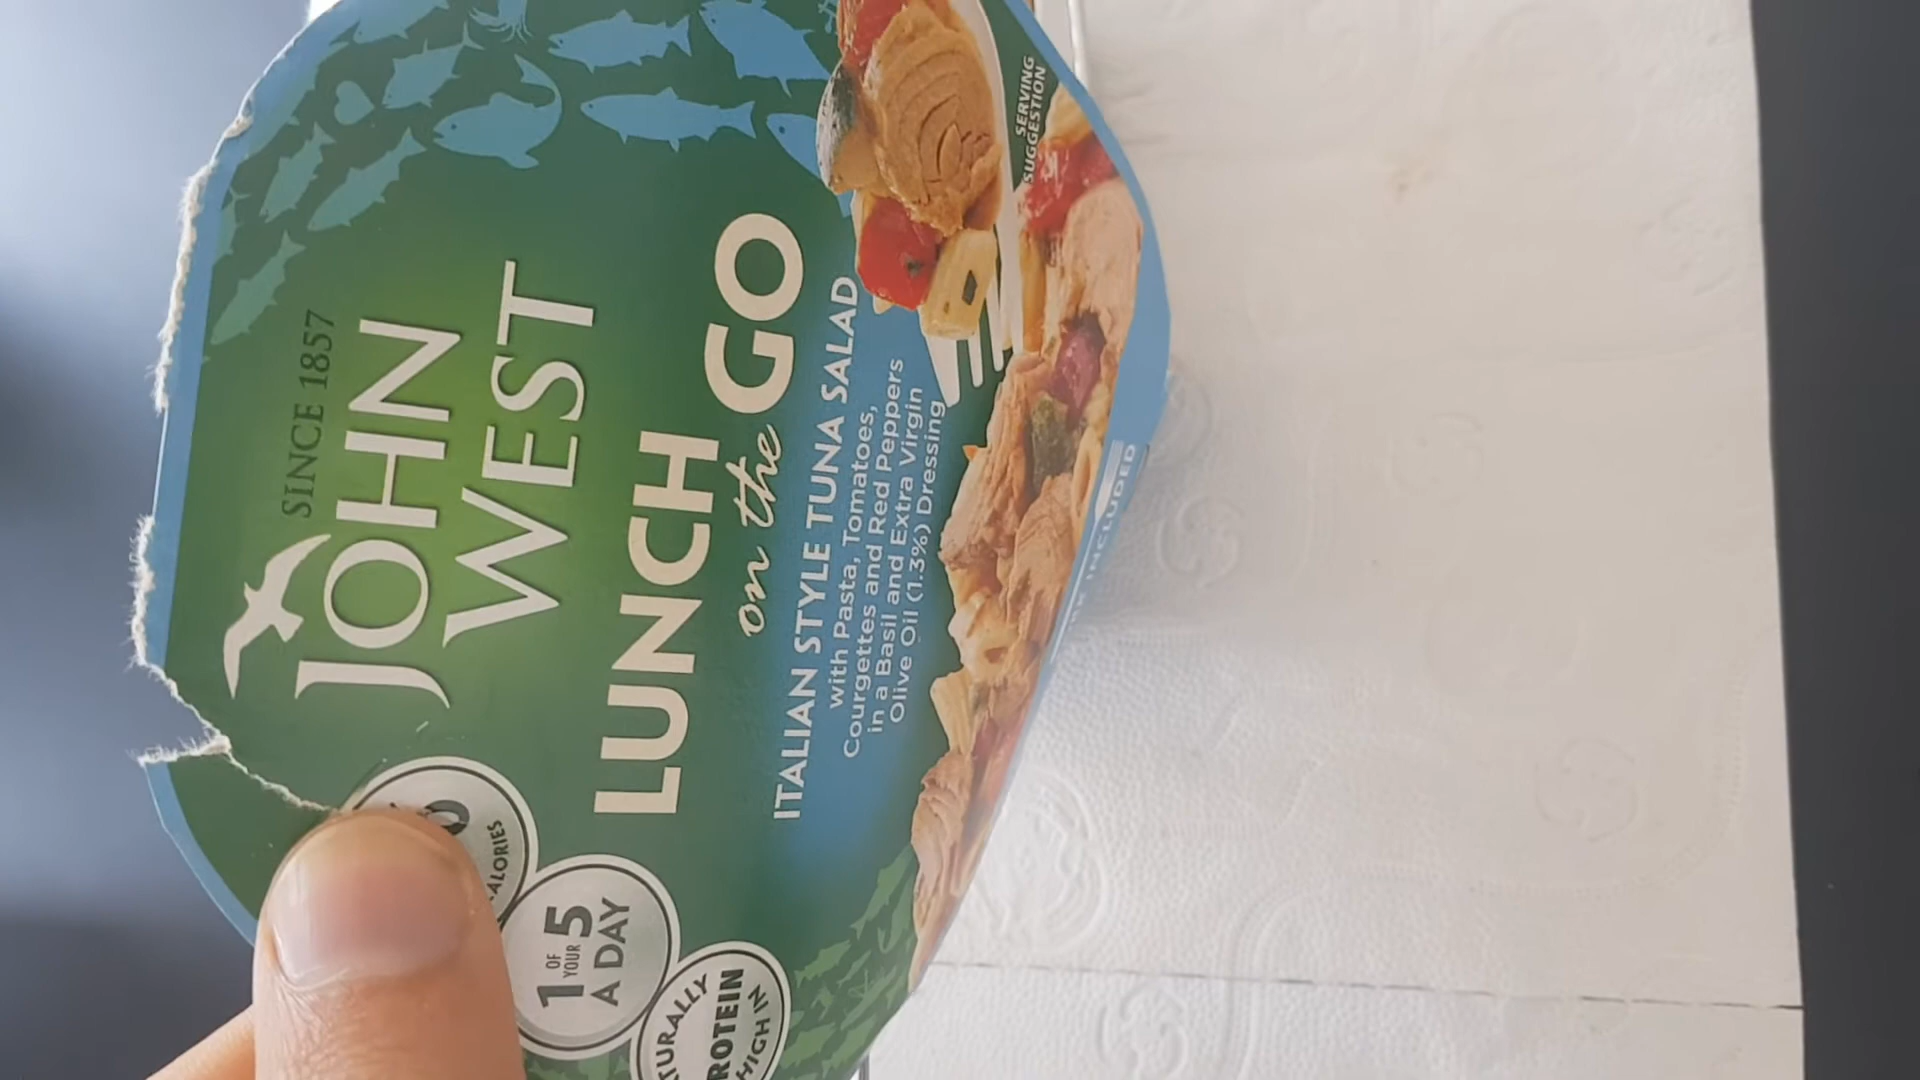 SINCE 1857
JOHN
WEST
LUNCH
on the GO
ITALIAN STYLE TUNA SALAD
with Pasta, Tomatoes,
Courgettes and Red Peppers
in a Basil and Extra Virgin
Olive Oil (1.3%) Dressing
SERVING
SUGGESTION
INCLUDED
ALORIES
1 OF YOUR 5
A DAY
TURALLY
HIGH IN
ROTEIN